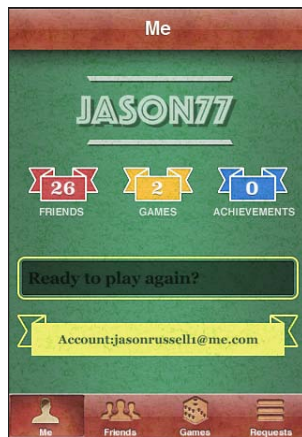 Me
JASON77
26
2
0
FRIENDS
GAMES
ACHIEVEMENTS
Ready to play again?
Account:jasonrussell1@me.com
Me
Friends
Games
Requests